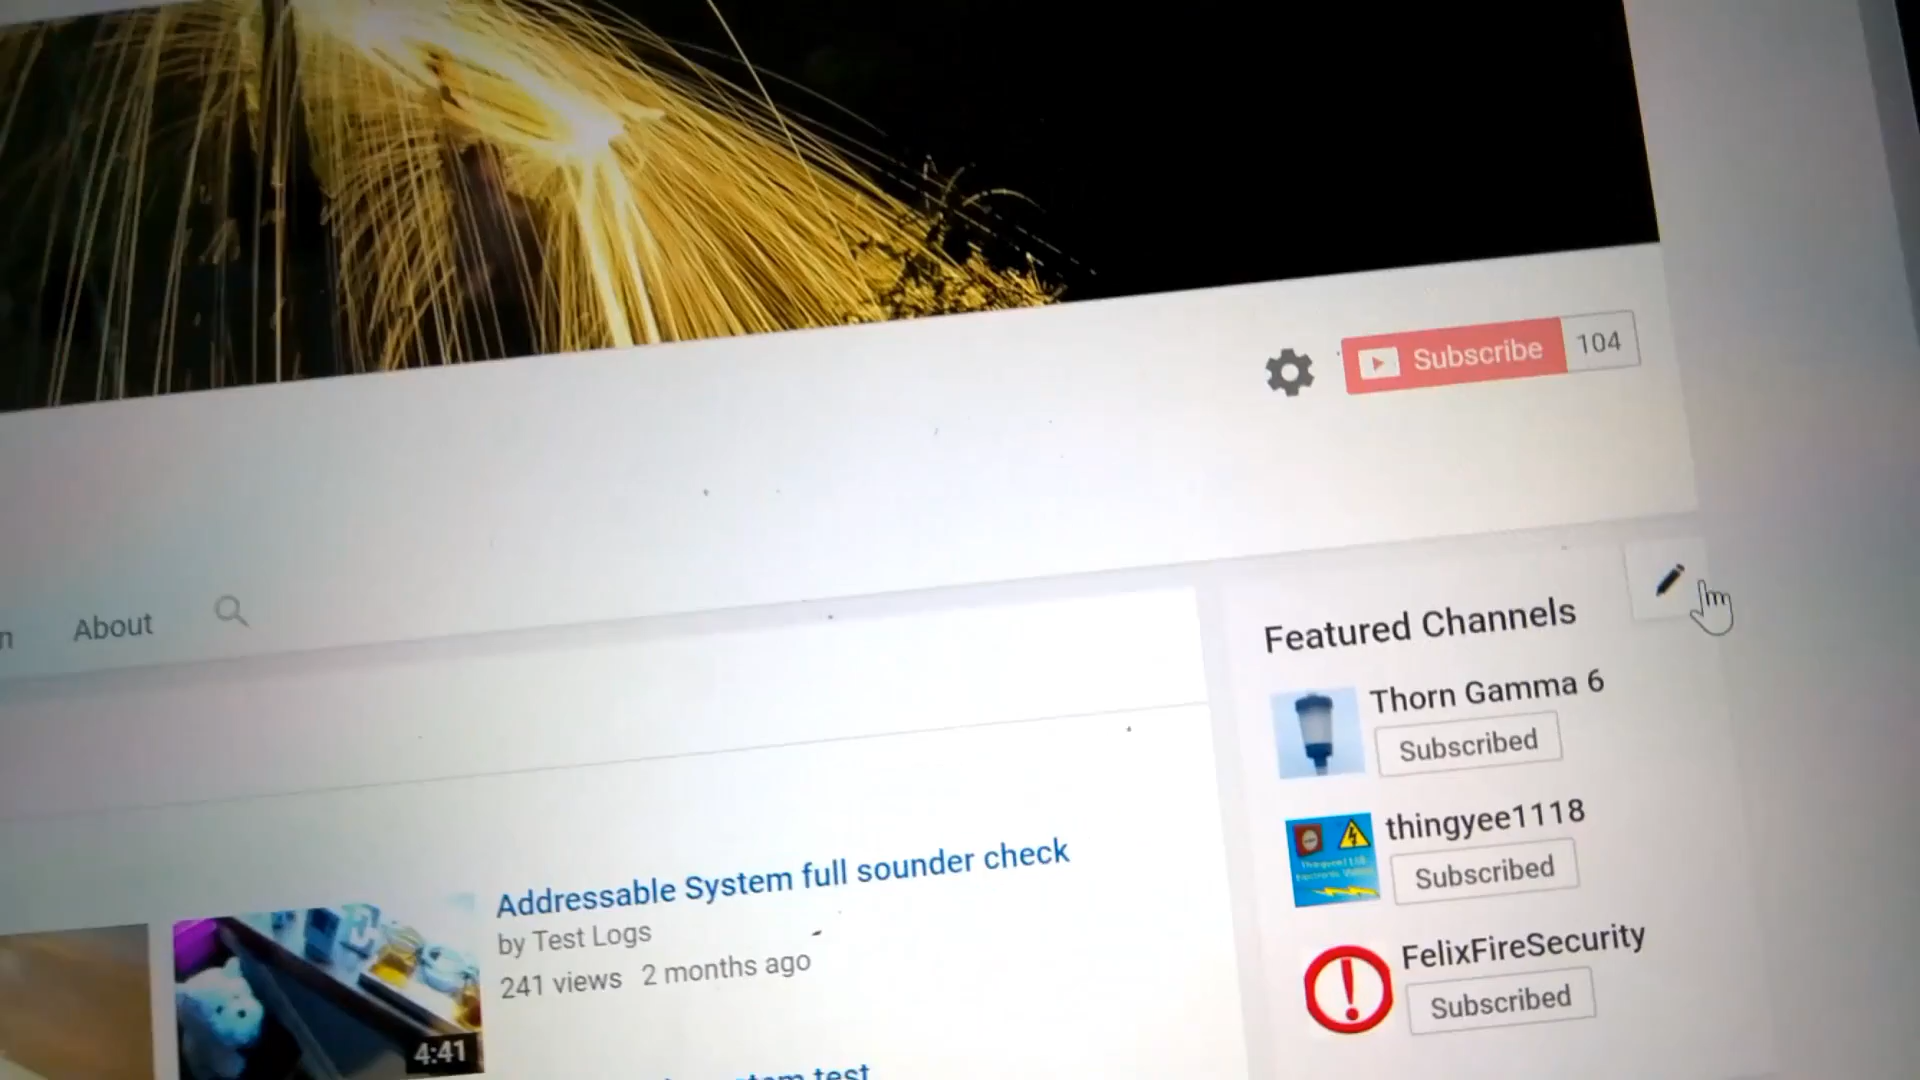 Subscribe 104
About
Featured Channels
Thorn Gamma 6
Subscribed
thingyee1118
Subscribed
FelixFireSecurity
Subscribed
Addressable System full sounder check
by Test Logs
241 views 2 months ago
4:41
test